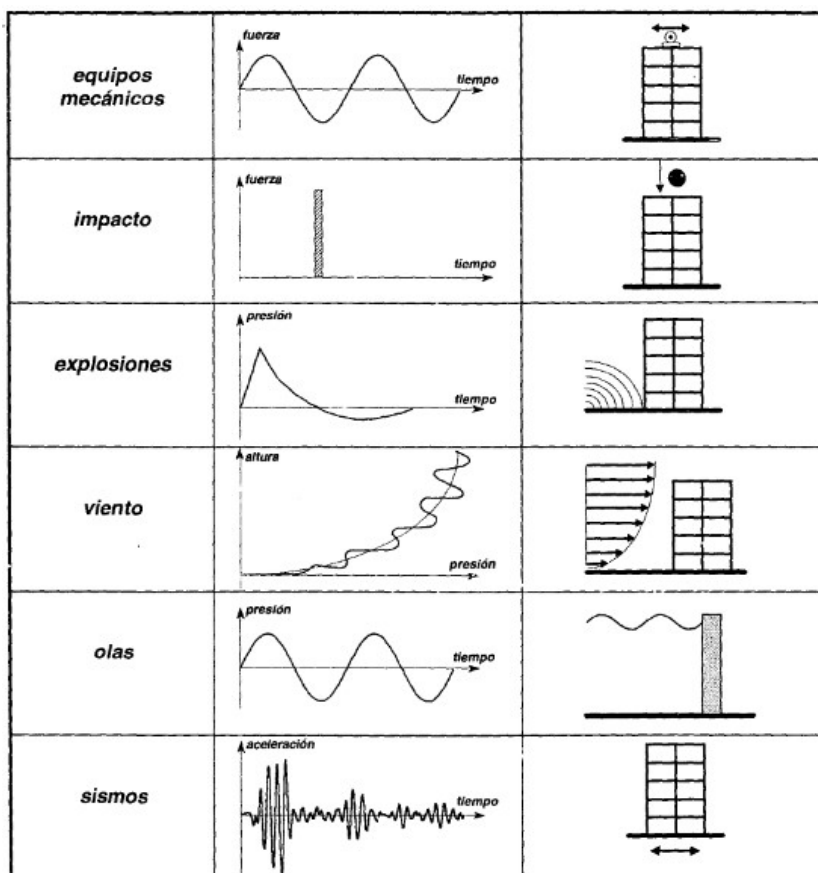 fuerza
tiempo
equipos
mecánicos
fuerza
impacto
tiempo
presión
explosiones
tiempo
altura
viento
presión
presión
olas
tiempo
aceleración
sismos
tiempo